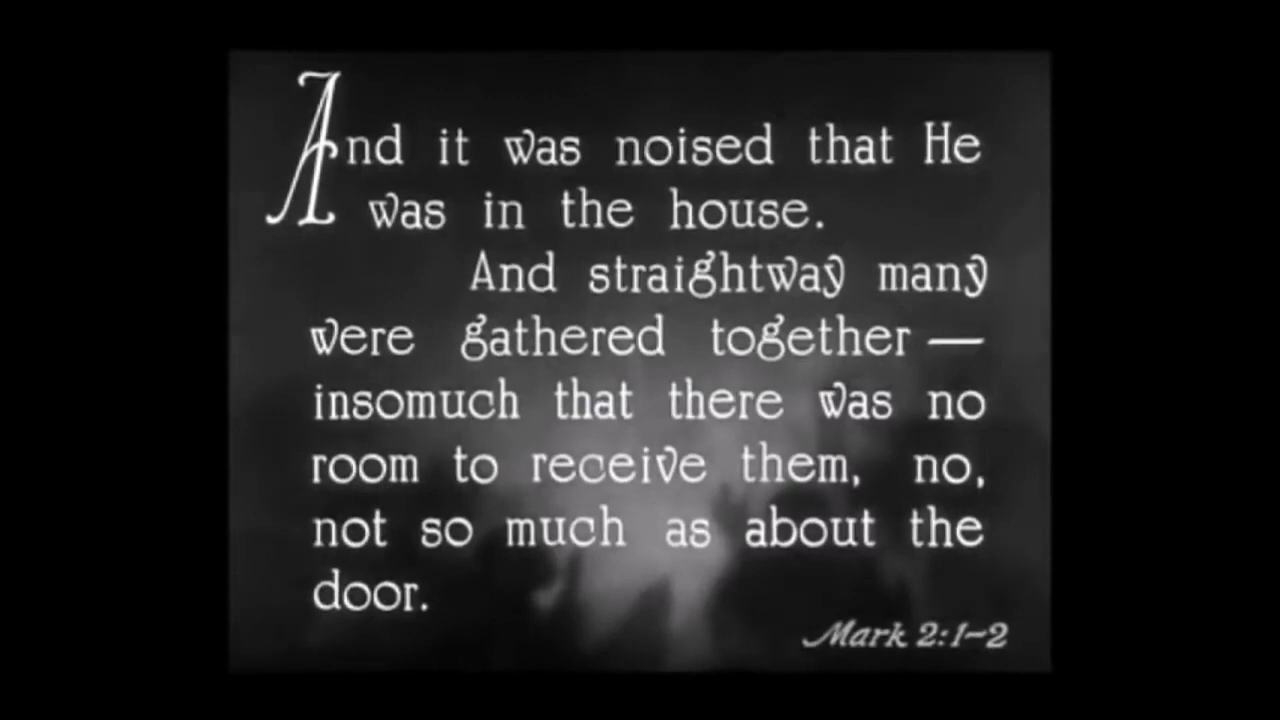 And it was noised that He
was in the house.
And straightway many
were gathered together —
insomuch that there was no
room to receive them, no,
not so much as about the
door.
Mark 2:1-2